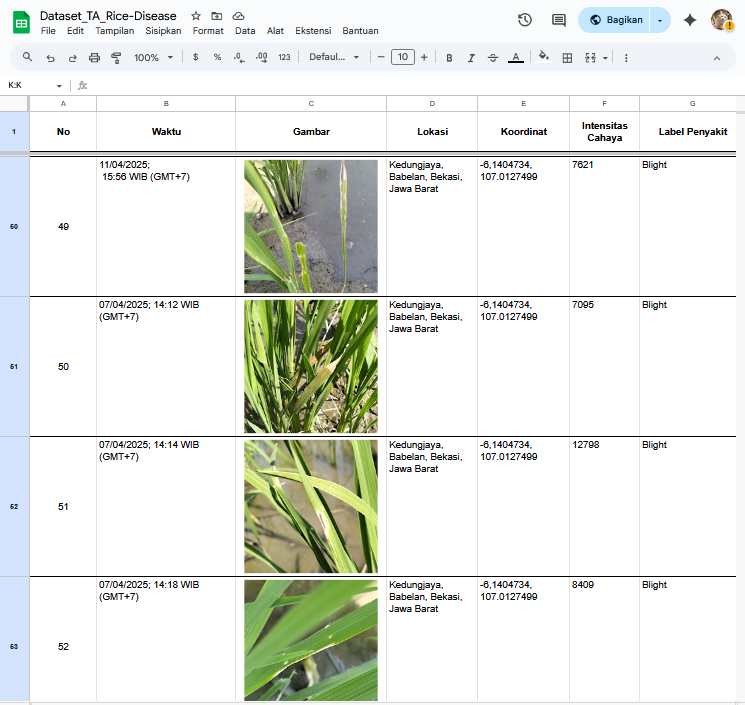 Dataset_TA_Rice-Disease
File Edit Tampilan Sisipkan Format Data Alat Ekstensi Bantuan
Bagikan
100% $ % .0 .00 123 Defaul... − 10 + B I A
K:K fx
A B C D E F G
1 No Waktu Gambar Lokasi Koordinat Intensitas Cahaya Label Penyakit
50 49
11/04/2025;
15:56 WIB (GMT+7)
Kedungjaya,
Babelan, Bekasi,
Jawa Barat
-6,1404734,
107.0127499
7621
Blight
51 50
07/04/2025; 14:12 WIB
(GMT+7)
Kedungjaya,
Babelan, Bekasi,
Jawa Barat
-6,1404734,
107.0127499
7095
Blight
52 51
07/04/2025; 14:14 WIB
(GMT+7)
Kedungjaya,
Babelan, Bekasi,
Jawa Barat
-6,1404734,
107.0127499
12798
Blight
53 52
07/04/2025; 14:18 WIB
(GMT+7)
Kedungjaya,
Babelan, Bekasi,
Jawa Barat
-6,1404734,
107.0127499
8409
Blight